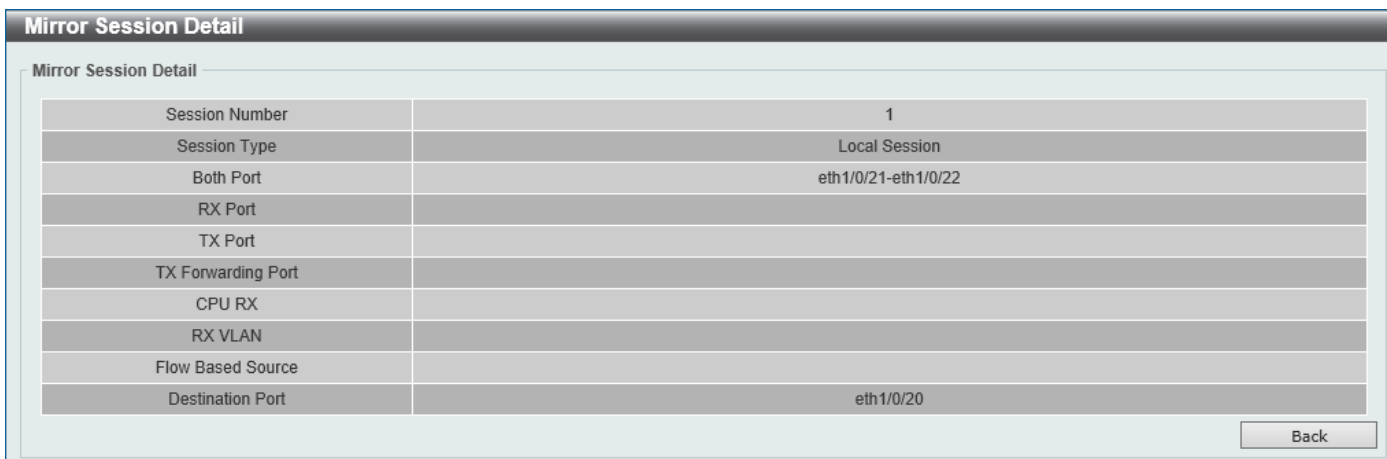 Mirror Session Detail
Mirror Session Detail
Session Number 1
Session Type Local Session
Both Port eth1/0/21-eth1/0/22
RX Port
TX Port
TX Forwarding Port
CPU RX
RX VLAN
Flow Based Source
Destination Port eth1/0/20
Back